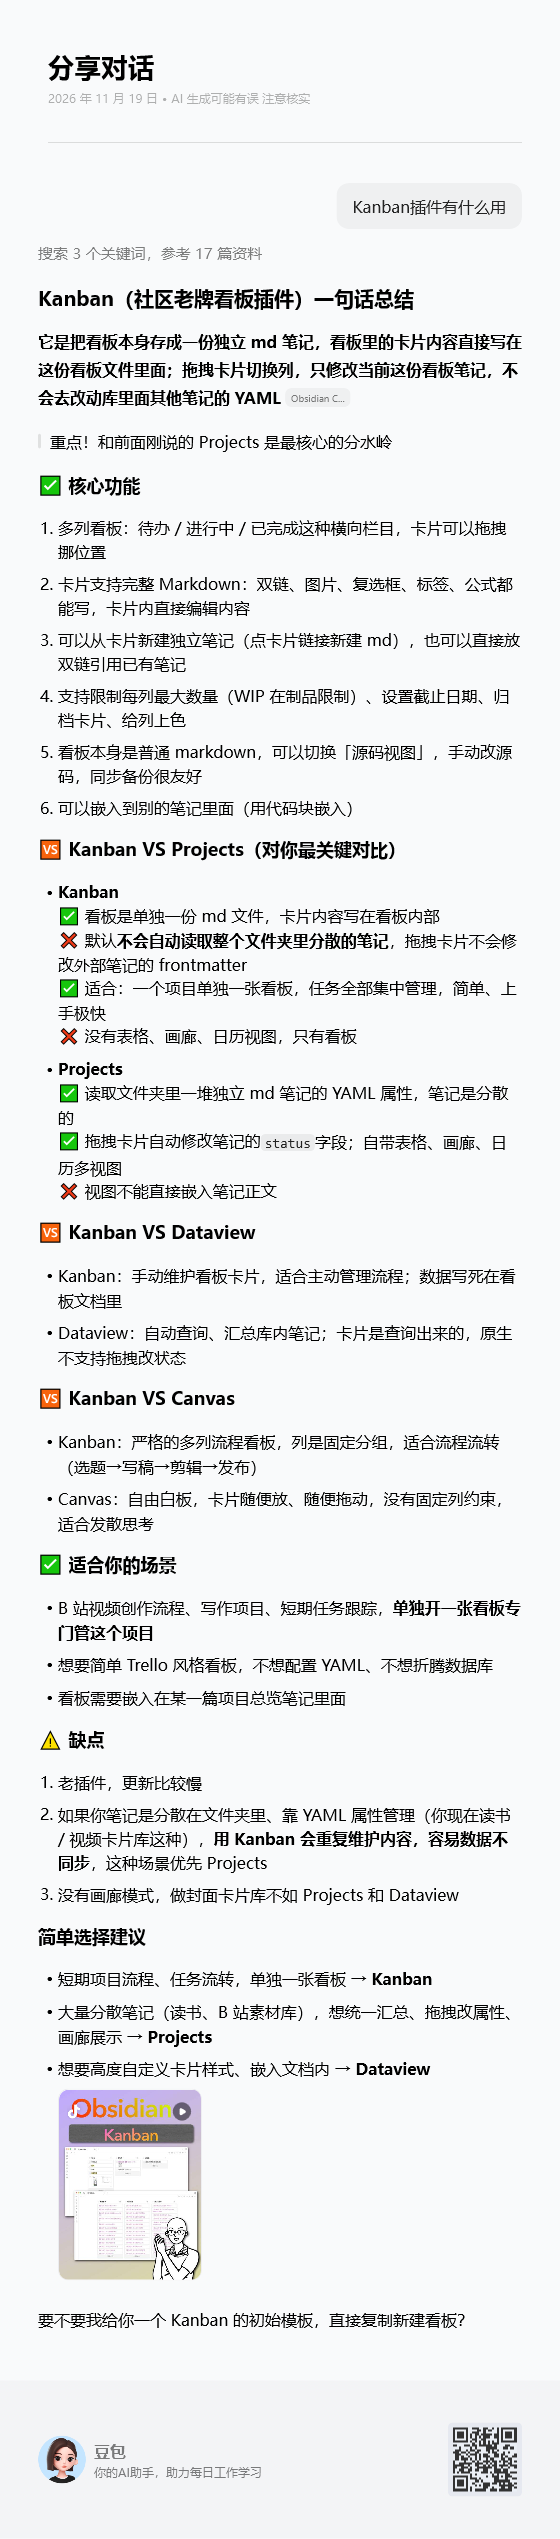 分享对话
2026 年 11 月 19 日 • AI 生成可能有误 注意核实
Kanban插件有什么用
搜索 3 个关键词，参考 17 篇资料
Kanban（社区老牌看板插件）一句话总结
它是把看板本身存成一份独立 md 笔记，看板里的卡片内容直接写在
这份看板文件里面；拖拽卡片切换列，只修改当前这份看板笔记，不
会去改动库里面其他笔记的 YAML Obsidian C...
重点！和前面刚说的 Projects 是最核心的分水岭
✅ 核心功能
1. 多列看板：待办 / 进行中 / 已完成这种横向栏目，卡片可以拖拽
挪位置
2. 卡片支持完整 Markdown：双链、图片、复选框、标签、公式都
能写，卡片内直接编辑内容
3. 可以从卡片新建独立笔记（点卡片链接新建 md），也可以直接放
双链引用已有笔记
4. 支持限制每列最大数量（WIP 在制品限制）、设置截止日期、归
档卡片、给列上色
5. 看板本身是普通 markdown，可以切换「源码视图」，手动改源
码，同步备份很友好
6. 可以嵌入到别的笔记里面（用代码块嵌入）
🆚 Kanban VS Projects（对你最关键对比）
• Kanban
✅ 看板是单独一份 md 文件，卡片内容写在看板内部
❌ 默认不会自动读取整个文件夹里分散的笔记，拖拽卡片不会修
改外部笔记的 frontmatter
✅ 适合：一个项目单独一张看板，任务全部集中管理，简单、上
手极快
❌ 没有表格、画廊、日历视图，只有看板
• Projects
✅ 读取文件夹里一堆独立 md 笔记的 YAML 属性，笔记是分散
的
✅ 拖拽卡片自动修改笔记的 status 字段；自带表格、画廊、日
历多视图
❌ 视图不能直接嵌入笔记正文
🆚 Kanban VS Dataview
• Kanban：手动维护看板卡片，适合主动管理流程；数据写死在看
板文档里
• Dataview：自动查询、汇总库内笔记；卡片是查询出来的，原生
不支持拖拽改状态
🆚 Kanban VS Canvas
• Kanban：严格的多列流程看板，列是固定分组，适合流程流转
（选题→写稿→剪辑→发布）
• Canvas：自由白板，卡片随便放、随便拖动，没有固定列约束，
适合发散思考
✅ 适合你的场景
• B 站视频创作流程、写作项目、短期任务跟踪，单独开一张看板专
门管这个项目
• 想要简单 Trello 风格看板，不想配置 YAML、不想折腾数据库
• 看板需要嵌入在某一篇项目总览笔记里面
⚠️ 缺点
1. 老插件，更新比较慢
2. 如果你笔记是分散在文件夹里、靠 YAML 属性管理（你现在读书
/ 视频卡片库这种），用 Kanban 会重复维护内容，容易数据不
同步，这种场景优先 Projects
3. 没有画廊模式，做封面卡片库不如 Projects 和 Dataview
简单选择建议
• 短期项目流程、任务流转，单独一张看板 → Kanban
• 大量分散笔记（读书、B 站素材库），想统一汇总、拖拽改属性、
画廊展示 → Projects
• 想要高度自定义卡片样式、嵌入文档内 → Dataview
Obsidian
Kanban
要不要我给你一个 Kanban 的初始模板，直接复制新建看板？
豆包
你的AI助手，助力每日工作学习